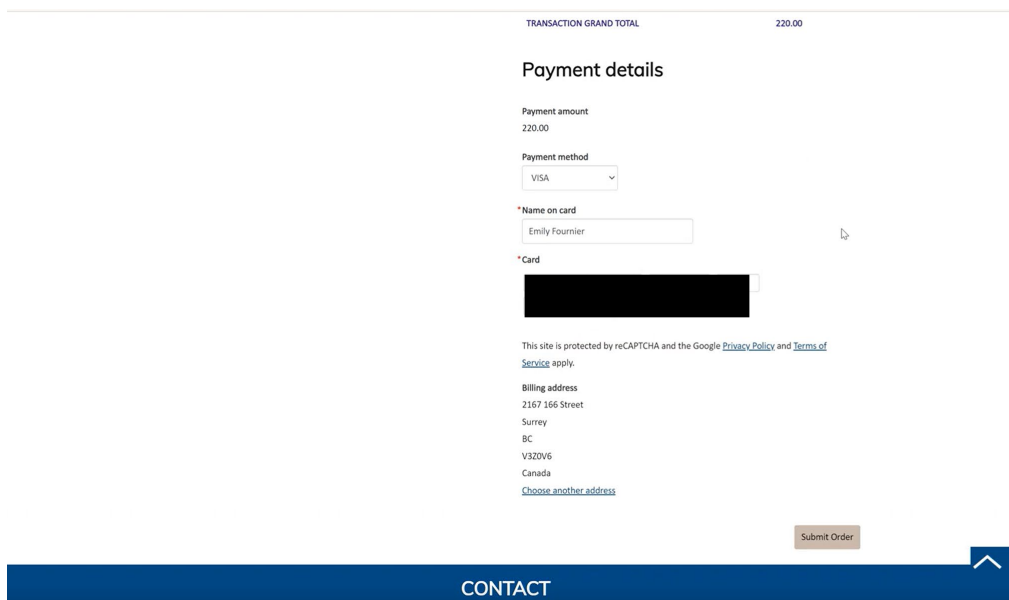 TRANSACTION GRAND TOTAL 220.00
Payment details
Payment amount
220.00
Payment method
VISA
*Name on card
Emily Fournier
*Card
This site is protected by reCAPTCHA and the Google Privacy Policy and Terms of
Service apply.
Billing address
2167 166 Street
Surrey
BC
V3Z0V6
Canada
Choose another address
Submit Order
CONTACT